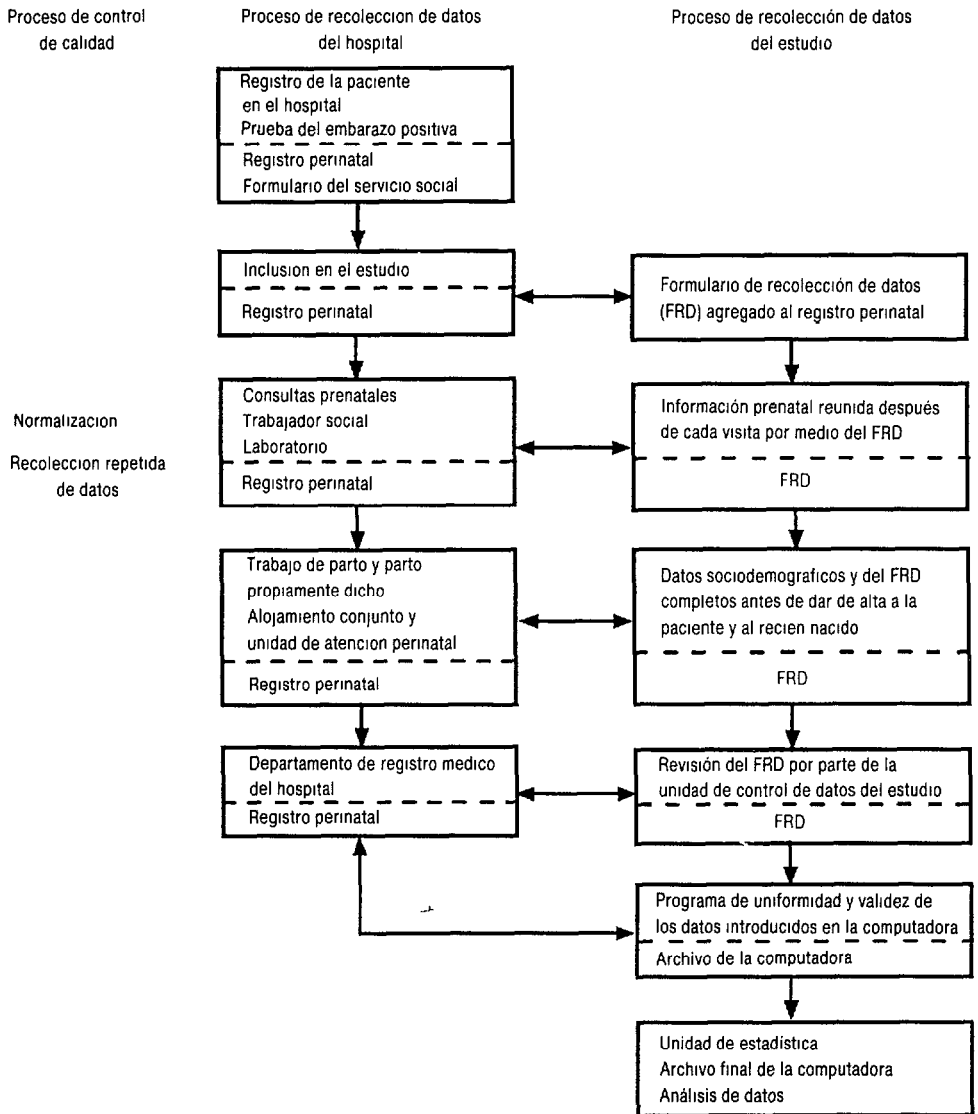 Proceso de control
de calidad
Proceso de recoleccion de datos
del hospital
Proceso de recolección de datos
del estudio
Registro de la paciente
en el hospital
Prueba del embarazo positiva
Registro perinatal
Formulario del servicio social
Inclusion en el estudio
Registro perinatal
Formulario de recolección de datos
(FRD) agregado al registro perinatal
Normalizacion
Recoleccion repetida
de datos
Consultas prenatales
Trabajador social
Laboratorio
Registro perinatal
Información prenatal reunida después
de cada visita por medio del FRD
FRD
Trabajo de parto y parto
propiamente dicho
Alojamiento conjunto y
unidad de atencion perinatal
Registro perinatal
Datos sociodemograficos y del FRD
completos antes de dar de alta a la
paciente y al recien nacido
FRD
Departamento de registro medico
del hospital
Registro perinatal
Revisión del FRD por parte de la
unidad de control de datos del estudio
FRD
Programa de uniformidad y validez de
los datos introducidos en la computadora
Archivo de la computadora
Unidad de estadística
Archivo final de la computadora
Análisis de datos